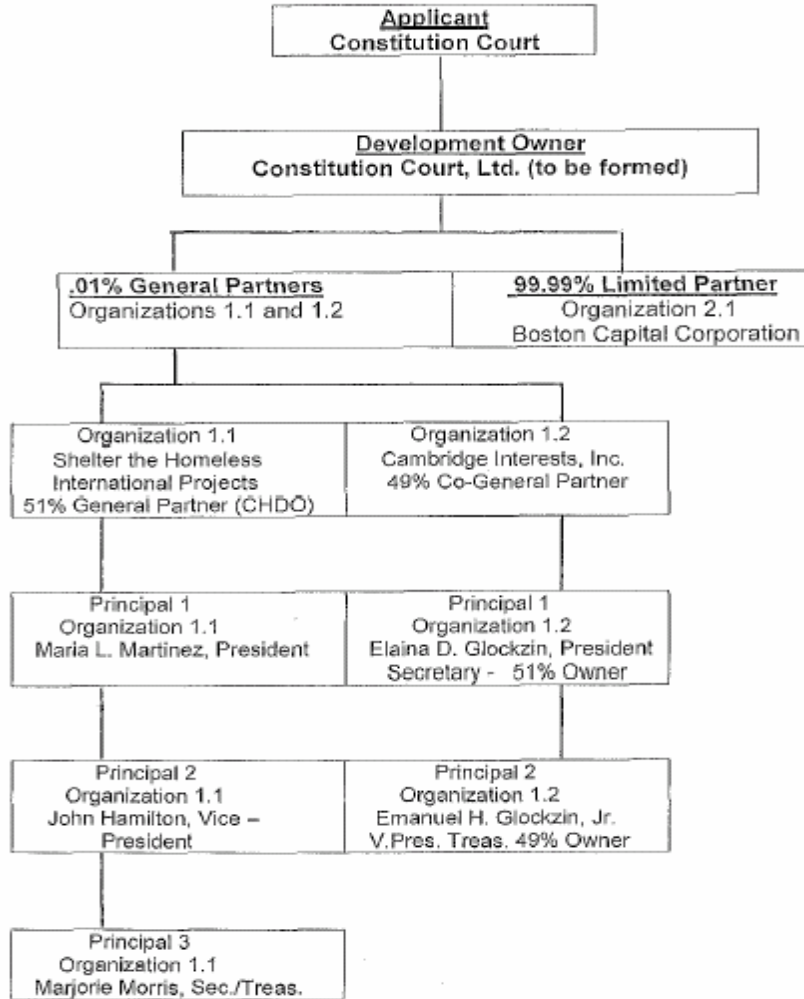 Applicant
Constitution Court
Development Owner
Constitution Court, Ltd. (to be formed)
.01% General Partners
Organizations 1.1 and 1.2
99.99% Limited Partner
Organization 2.1
Boston Capital Corporation
Organization 1.1
Shelter the Homeless
International Projects
51% General Partner (CHDO)
Organization 1.2
Cambridge Interests, Inc.
49% Co-General Partner
Principal 1
Organization 1.1
Maria L. Martinez, President
Principal 1
Organization 1.2
Elaina D. Glockzin, President
Secretary - 51% Owner
Principal 2
Organization 1.1
John Hamilton, Vice –
President
Principal 2
Organization 1.2
Emanuel H. Glockzin, Jr.
V.Pres. Treas. 49% Owner
Principal 3
Organization 1.1
Marjorie Morris, Sec./Treas.